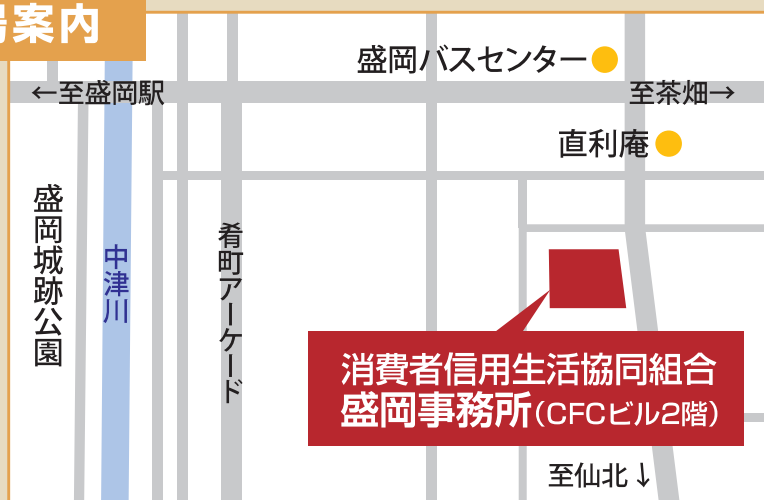 場案内
盛岡バスセンター
←至盛岡駅
至茶畑→
直利庵
盛岡城跡公園
中津川
肴町アーケード
消費者信用生活協同組合
盛岡事務所(CFCビル2階)
至仙北↓